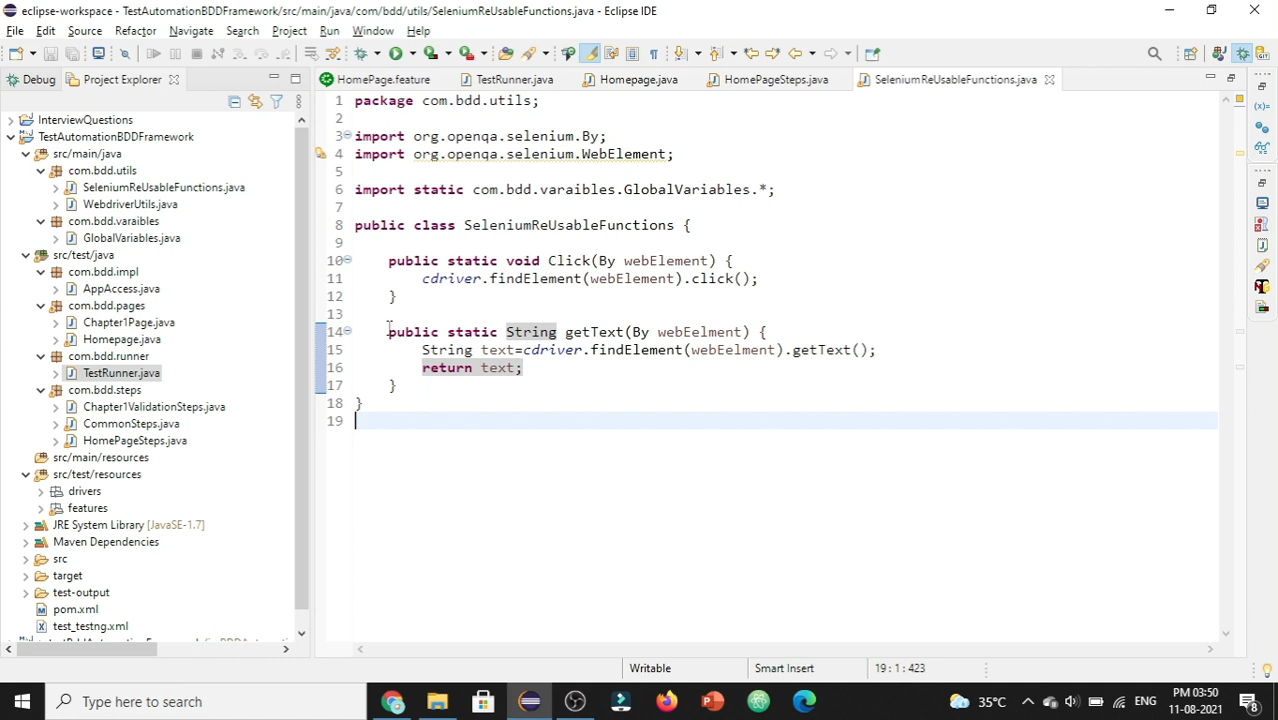 eclipse-workspace - TestAutomationBDDFramework/src/main/java/com/bdd/utils/SeleniumReUsableFunctions.java - Eclipse IDE
File Edit Source Refactor Navigate Search Project Run Window Help
Debug Project Explorer HomePage.feature TestRunner.java Homepage.java HomePageSteps.java SeleniumReUsableFunctions.java
InterviewQuestions
TestAutomationBDDFramework
src/main/java
com.bdd.utils
SeleniumReUsableFunctions.java
WebdriverUtils.java
com.bdd.varaibles
GlobalVariables.java
src/test/java
com.bdd.impl
AppAccess.java
com.bdd.pages
Chapter1Page.java
Homepage.java
com.bdd.runner
TestRunner.java
com.bdd.steps
Chapter1ValidationSteps.java
CommonSteps.java
HomePageSteps.java
src/main/resources
src/test/resources
drivers
features
JRE System Library [JavaSE-1.7]
Maven Dependencies
src
target
test-output
pom.xml
test_testng.xml
1 package com.bdd.utils;
2
3 import org.openqa.selenium.By;
4 import org.openqa.selenium.WebElement;
5
6 import static com.bdd.varaibles.GlobalVariables.*;
7
8 public class SeleniumReUsableFunctions {
9
10 public static void Click(By webElement) {
11 cdriver.findElement(webElement).click();
12 }
13
14 public static String getText(By webEelment) {
15 String text=cdriver.findElement(webEelment).getText();
16 return text;
17 }
18 }
19
Writable Smart Insert 19 : 1 : 423
Type here to search 35°C ENG PM 03:50
11-08-2021 8